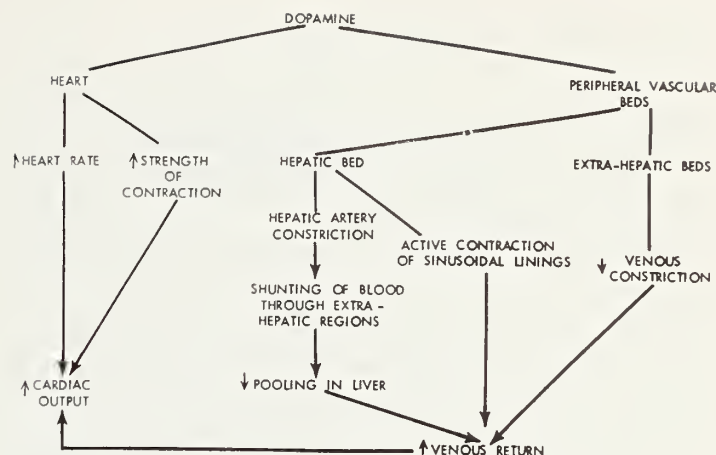 DOPAMINE
HEART
PERIPHERAL VASCULAR
BEDS
↑HEART RATE
↑STRENGTH
OF
CONTRACTION
HEPATIC BED
EXTRA-HEPATIC BEDS
HEPATIC ARTERY
CONSTRICTION
ACTIVE CONTRACTION
OF SINUSOIDAL LININGS
↓ VENOUS
CONSTRICTION
SHUNTING OF BLOOD
THROUGH EXTRA-
HEPATIC REGIONS
↑CARDIAC
OUTPUT
↓ POOLING IN LIVER
↑VENOUS RETURN